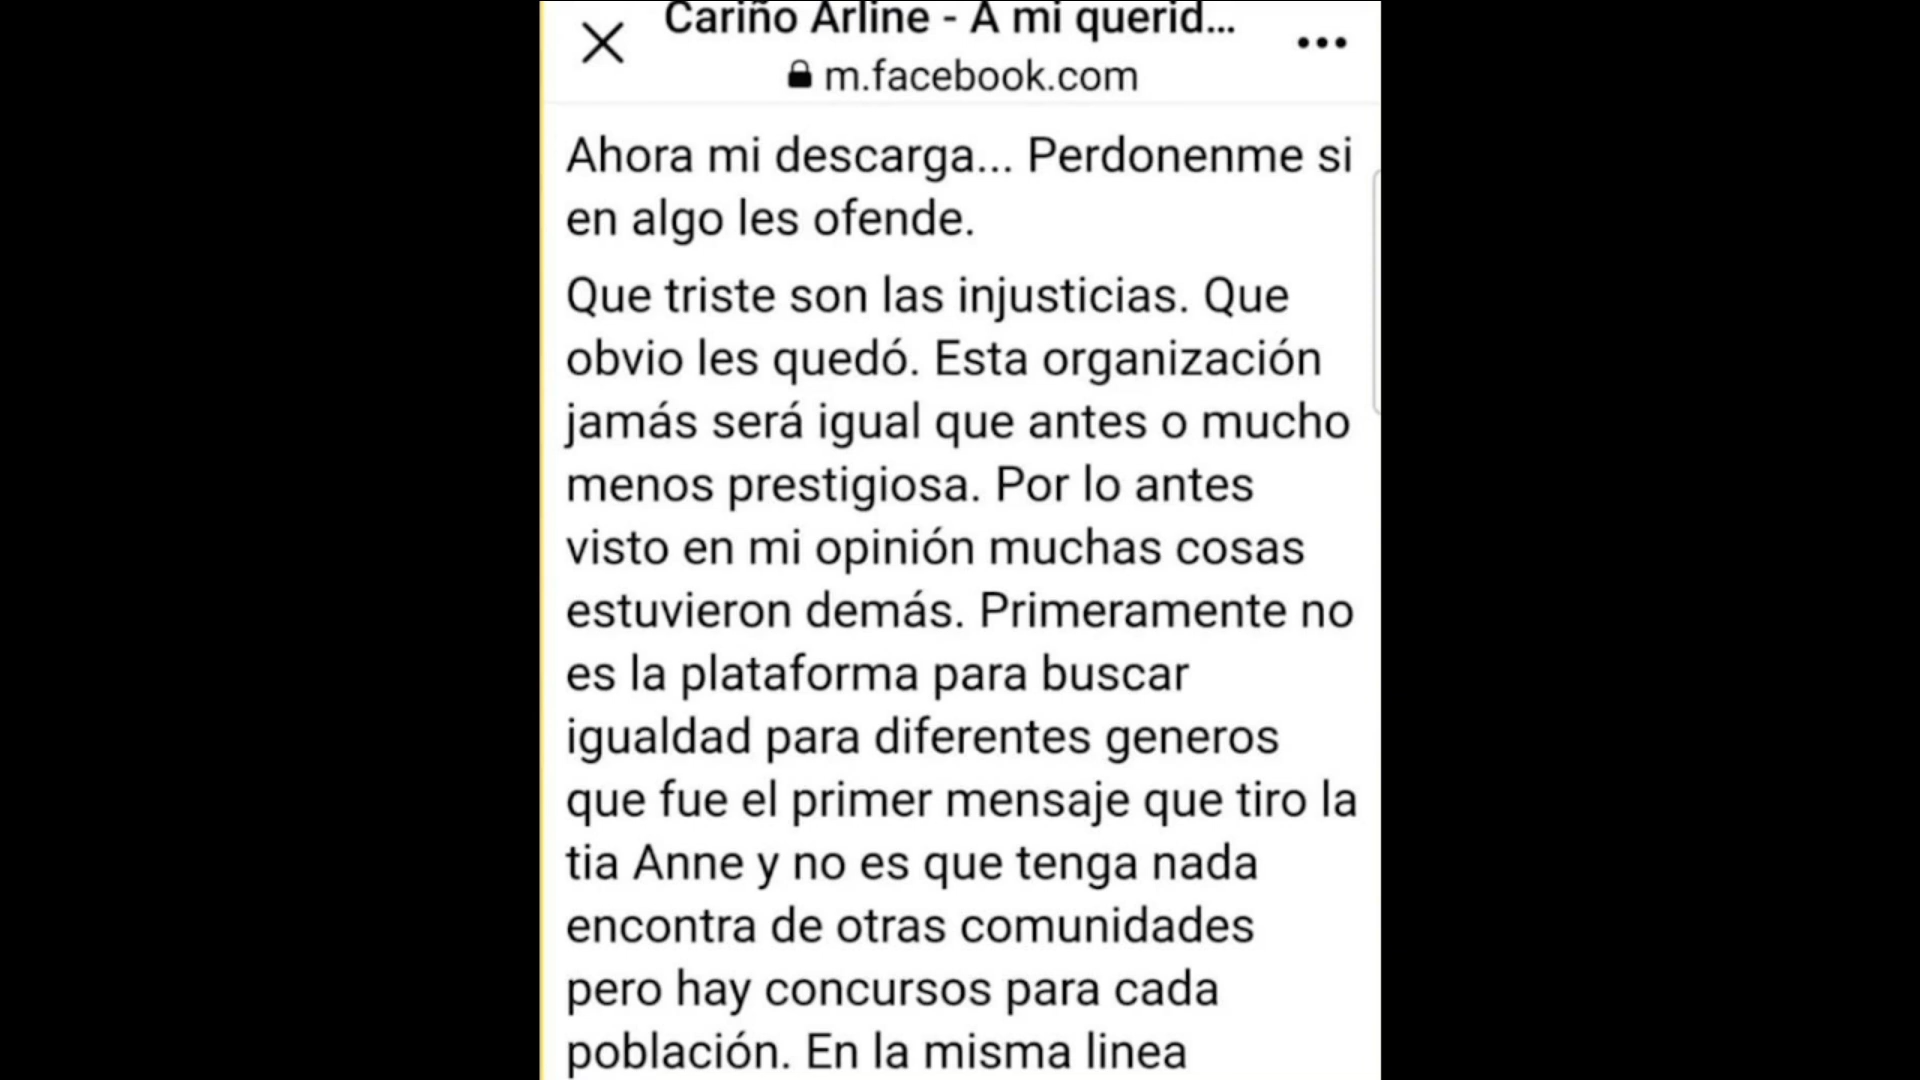 Cariño Arline - A mi querid...
m.facebook.com
Ahora mi descarga... Perdonenme si
en algo les ofende.
Que triste son las injusticias. Que
obvio les quedó. Esta organización
jamás será igual que antes o mucho
menos prestigiosa. Por lo antes
visto en mi opinión muchas cosas
estuvieron demás. Primeramente no
es la plataforma para buscar
igualdad para diferentes generos
que fue el primer mensaje que tiro la
tia Anne y no es que tenga nada
encontra de otras comunidades
pero hay concursos para cada
población. En la misma linea